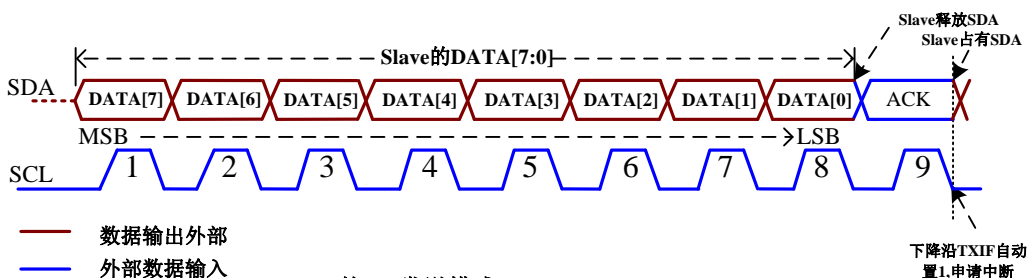 Slave释放SDA
Slave占有SDA
Slave的DATA[7:0]
SDA
DATA[7] DATA[6] DATA[5] DATA[4] DATA[3] DATA[2] DATA[1] DATA[0] ACK
MSB LSB
SCL
1 2 3 4 5 6 7 8 9
数据输出外部
外部数据输入
下降沿TXIF自动
置1,申请中断